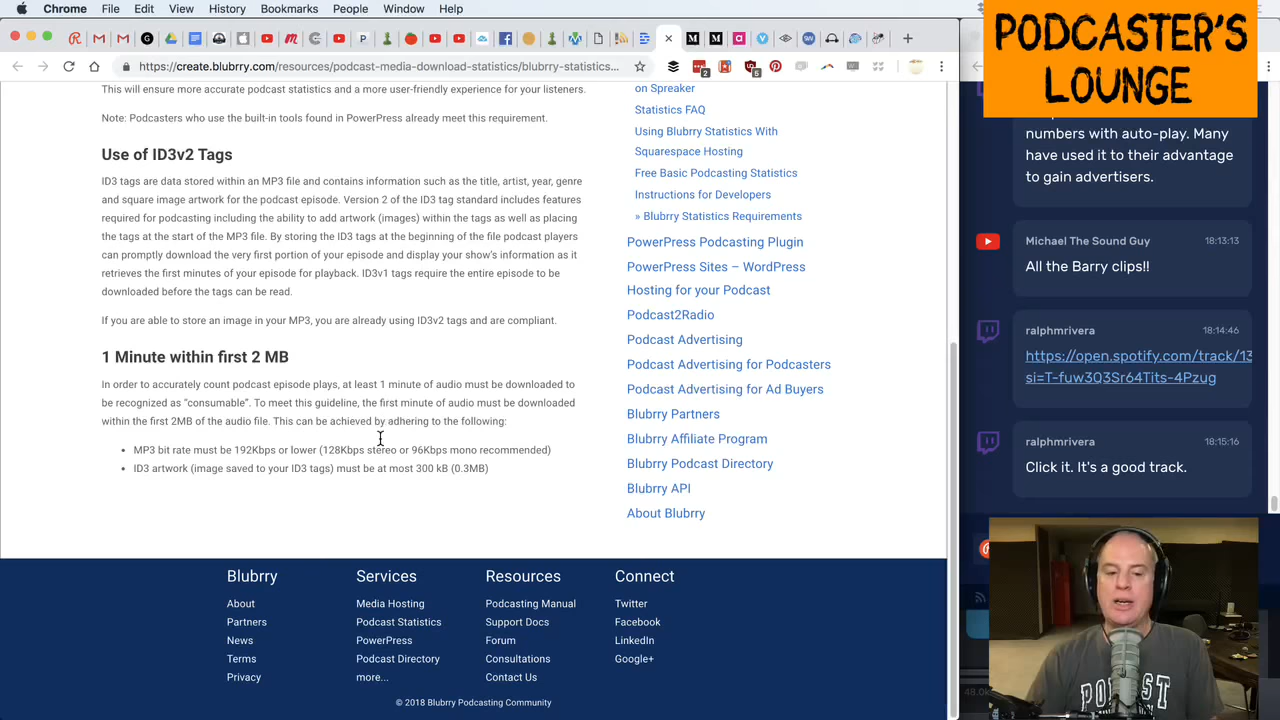 Chrome File Edit View History Bookmarks People Window Help
https://create.blubrry.com/resources/podcast-media-download-statistics/blubrry-statistics...
2
6
This will ensure more accurate podcast statistics and a more user-friendly experience for your listeners.
Note: Podcasters who use the built-in tools found in PowerPress already meet this requirement.
Use of ID3v2 Tags
ID3 tags are data stored within an MP3 file and contains information such as the title, artist, year, genre
and square image artwork for the podcast episode. Version 2 of the ID3 tag standard includes features
required for podcasting including the ability to add artwork (images) within the tags as well as placing
the tags at the start of the MP3 file. By storing the ID3 tags at the beginning of the file podcast players
can promptly download the very first portion of your episode and display your show's information as it
retrieves the first minutes of your episode for playback. ID3v1 tags require the entire episode to be
downloaded before the tags can be read.
If you are able to store an image in your MP3, you are already using ID3v2 tags and are compliant.
1 Minute within first 2 MB
In order to accurately count podcast episode plays, at least 1 minute of audio must be downloaded to
be recognized as “consumable”. To meet this guideline, the first minute of audio must be downloaded
within the first 2MB of the audio file. This can be achieved by adhering to the following:
• MP3 bit rate must be 192Kbps or lower (128Kbps stereo or 96Kbps mono recommended)
• ID3 artwork (image saved to your ID3 tags) must be at most 300 kB (0.3MB)
on Spreaker
Statistics FAQ
Using Blubrry Statistics With
Squarespace Hosting
Free Basic Podcasting Statistics
Instructions for Developers
» Blubrry Statistics Requirements
PowerPress Podcasting Plugin
PowerPress Sites – WordPress
Hosting for your Podcast
Podcast2Radio
Podcast Advertising
Podcast Advertising for Podcasters
Podcast Advertising for Ad Buyers
Blubrry Partners
Blubrry Affiliate Program
Blubrry Podcast Directory
Blubrry API
About Blubrry
Blubrry
About
Partners
News
Terms
Privacy
Services
Media Hosting
Podcast Statistics
PowerPress
Podcast Directory
more...
Resources
Podcasting Manual
Support Docs
Forum
Consultations
Contact Us
Connect
Twitter
Facebook
LinkedIn
Google+
© 2018 Blubrry Podcasting Community
PODCASTER'S
LOUNGE
numbers with auto-play. Many
have used it to their advantage
to gain advertisers.
Michael The Sound Guy 18:13:13
All the Barry clips!!
ralphmrivera 18:14:46
https://open.spotify.com/track/13
si=T-fuw3Q3Sr64Tits-4Pzug
ralphmrivera 18:15:16
Click it. It's a good track.
48.0k